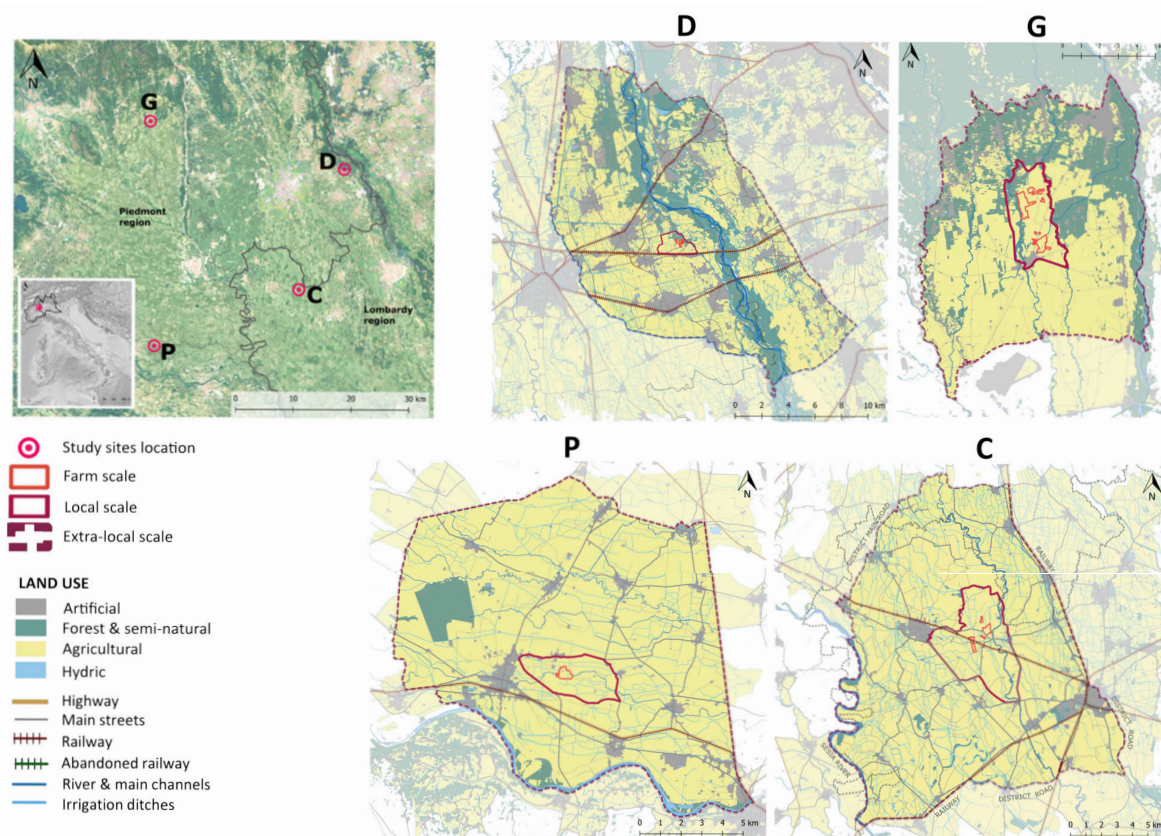 D
G
N
G
D
Piedmont
region
C
Lombardy
region
P
0 10 20 30 km
N
0 2 4 6 8 10 km
N
P
C
N
0 1 2 3 4 5 km
N
DISTRICT MAIN ROAD
RAILWAY
SESIA RIVER
RAILWAY
DISTRICT ROAD
DISTRICT ROAD
0 1 2 3 4 5 km
Study sites location
Farm scale
Local scale
Extra-local scale
LAND USE
Artificial
Forest & semi-natural
Agricultural
Hydric
Highway
Main streets
Railway
Abandoned railway
River & main channels
Irrigation ditches